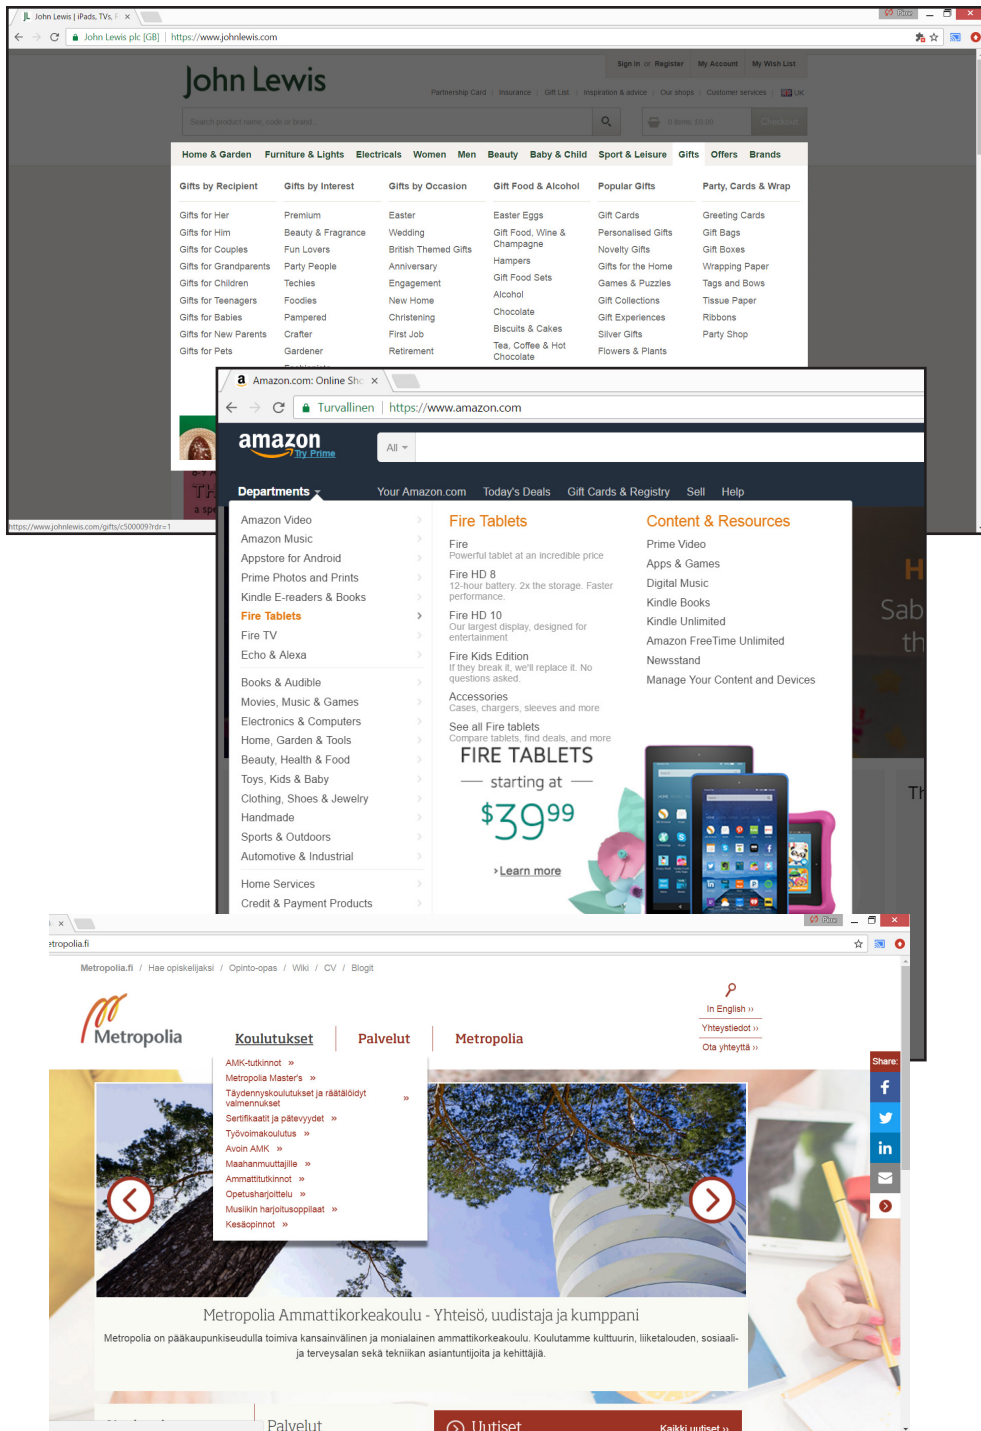 John Lewis | iPads, TVs, F
John Lewis plc [GB] | https://www.johnlewis.com
John Lewis
Sign in or Register
My Account
My Wish List
Partnership Card | Insurance | Gift List | Inspiration & advice | Our shops | Customer services | UK
Search product name, code or brand...
0 items £0.00
Checkout
Home & Garden Furniture & Lights Electricals Women Men Beauty Baby & Child Sport & Leisure Gifts Offers Brands
Gifts by Recipient
Gifts for Her
Gifts for Him
Gifts for Couples
Gifts for Grandparents
Gifts for Children
Gifts for Teenagers
Gifts for Babies
Gifts for New Parents
Gifts for Pets
Gifts by Interest
Premium
Beauty & Fragrance
Fun Lovers
Party People
Techies
Foodies
Pampered
Crafter
Gardener
Gifts by Occasion
Easter
Wedding
British Themed Gifts
Anniversary
Engagement
New Home
Christening
First Job
Retirement
Gift Food & Alcohol
Easter Eggs
Gift Food, Wine &
Champagne
Hampers
Gift Food Sets
Alcohol
Chocolate
Biscuits & Cakes
Tea, Coffee & Hot
Chocolate
Popular Gifts
Gift Cards
Personalised Gifts
Novelty Gifts
Gifts for the Home
Games & Puzzles
Gift Collections
Gift Experiences
Silver Gifts
Flowers & Plants
Party, Cards & Wrap
Greeting Cards
Gift Bags
Gift Boxes
Wrapping Paper
Tags and Bows
Tissue Paper
Ribbons
Party Shop
TH
a spe
https://www.johnlewis.com/gifts/c500009?rdr=1
Amazon.com: Online Sho
Turvallinen | https://www.amazon.com
amazon
Try Prime
All
Departments
Your Amazon.com Today's Deals Gift Cards & Registry Sell Help
Amazon Video
Amazon Music
Appstore for Android
Prime Photos and Prints
Kindle E-readers & Books
Fire Tablets
Fire TV
Echo & Alexa
Books & Audible
Movies, Music & Games
Electronics & Computers
Home, Garden & Tools
Beauty, Health & Food
Toys, Kids & Baby
Clothing, Shoes & Jewelry
Handmade
Sports & Outdoors
Automotive & Industrial
Home Services
Credit & Payment Products
Fire Tablets
Fire
Powerful tablet at an incredible price
Fire HD 8
12-hour battery. 2x the storage. Faster
performance.
Fire HD 10
Our largest display, designed for
entertainment
Fire Kids Edition
If they break it, we'll replace it. No
questions asked.
Accessories
Cases, chargers, sleeves and more
See all Fire tablets
Compare tablets, find deals, and more
Content & Resources
Prime Video
Apps & Games
Digital Music
Kindle Books
Kindle Unlimited
Amazon FreeTime Unlimited
Newsstand
Manage Your Content and Devices
FIRE TABLETS
starting at
$39.99
› Learn more
H
Sab
th
Th
etropolia.fi
Metropolia.fi / Hae opiskelijaksi / Opinto-opas / Wiki / CV / Blogit
Metropolia
Koulutukset
Palvelut
Metropolia
In English ››
Yhteystiedot ››
Ota yhteyttä ››
AMK-tutkinnot »
Metropolia Master's »
Täydennyskoulutukset ja räätälöidyt
valmennukset »
Sertifikaatit ja pätevyydet »
Työvoimakoulutus »
Avoin AMK »
Maahanmuuttajille »
Ammattitutkinnot »
Opetusharjoittelu »
Musiikin harjoitusoppilaat »
Kesäopinnot »
Share:
Metropolia Ammattikorkeakoulu - Yhteisö, uudistaja ja kumppani
Metropolia on pääkaupunkiseudulla toimiva kansainvälinen ja monialainen ammattikorkeakoulu. Koulutamme kulttuurin, liiketalouden, sosiaali-
ja terveysalan sekä tekniikan asiantuntijoita ja kehittäjiä.
Palvelut
Uutiset
Kaikki uutiset ››